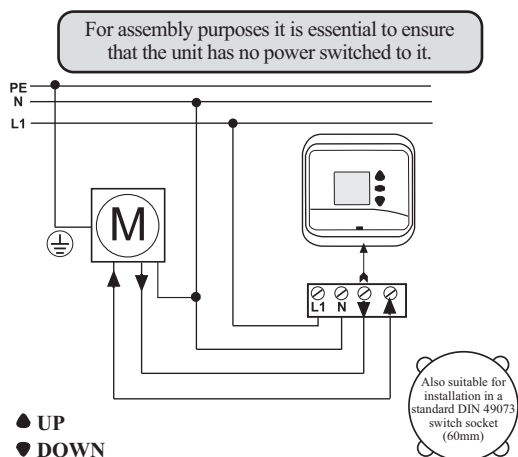 For assembly purposes it is essential to ensure
that the unit has no power switched to it.
PE
N
L1
M
L1 N
UP
DOWN
Also suitable for
installation in a
standard DIN 49073
switch socket
(60mm)